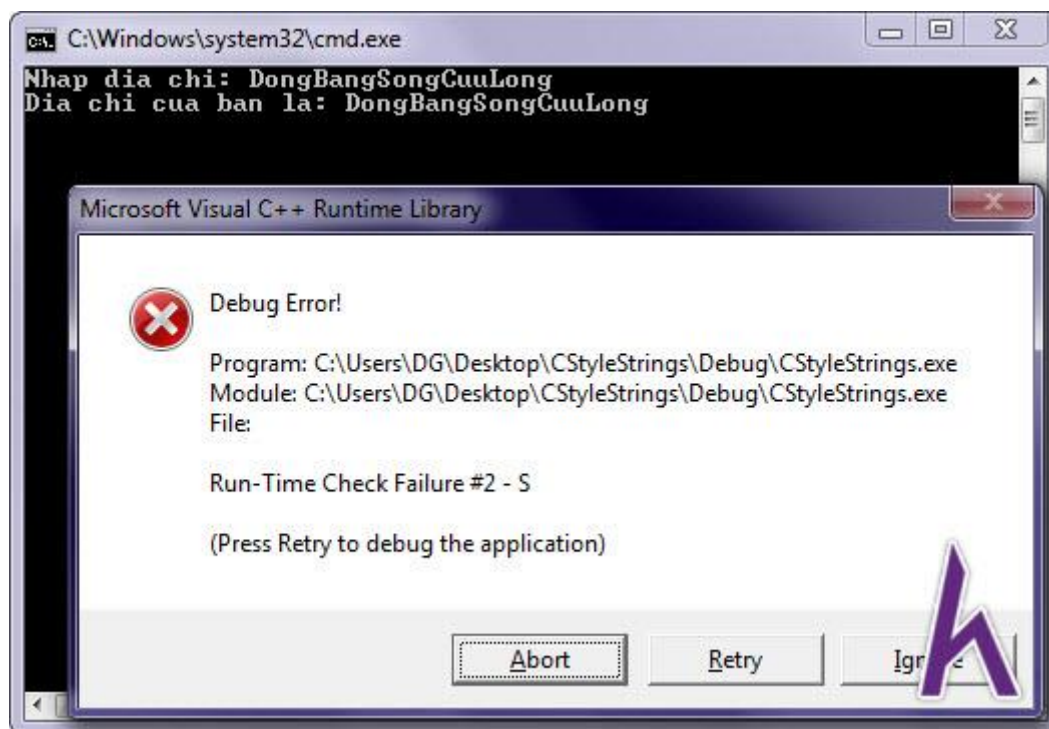 C:\Windows\system32\cmd.exe
Nhap dia chi: DongBangSongCuuLong
Dia chi cua ban la: DongBangSongCuuLong
Microsoft Visual C++ Runtime Library
Debug Error!
Program: C:\Users\DG\Desktop\CStyleStrings\Debug\CStyleStrings.exe
Module: C:\Users\DG\Desktop\CStyleStrings\Debug\CStyleStrings.exe
File:
Run-Time Check Failure #2 - S
(Press Retry to debug the application)
Abort Retry